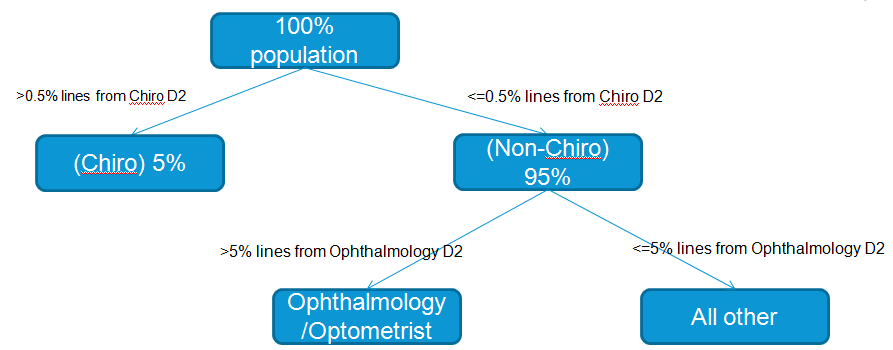 100%
population
>0.5% lines from Chiro D2
<=0.5% lines from Chiro D2
(Chiro) 5%
(Non-Chiro)
95%
>5% lines from Ophthalmology D2
<=5% lines from Ophthalmology D2
Ophthalmology
/Optometrist
All other